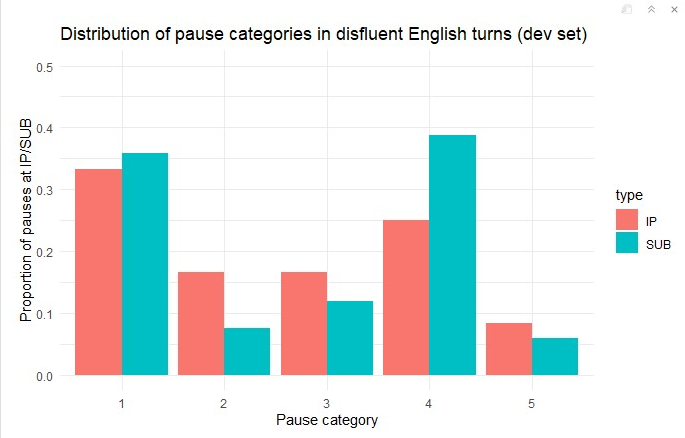 Distribution of pause categories in disfluent English turns (dev set)
Proportion of pauses at IP/SUB
0.5
0.4
0.3
0.2
0.1
0.0
1 2 3 4 5
Pause category
type
IP
SUB